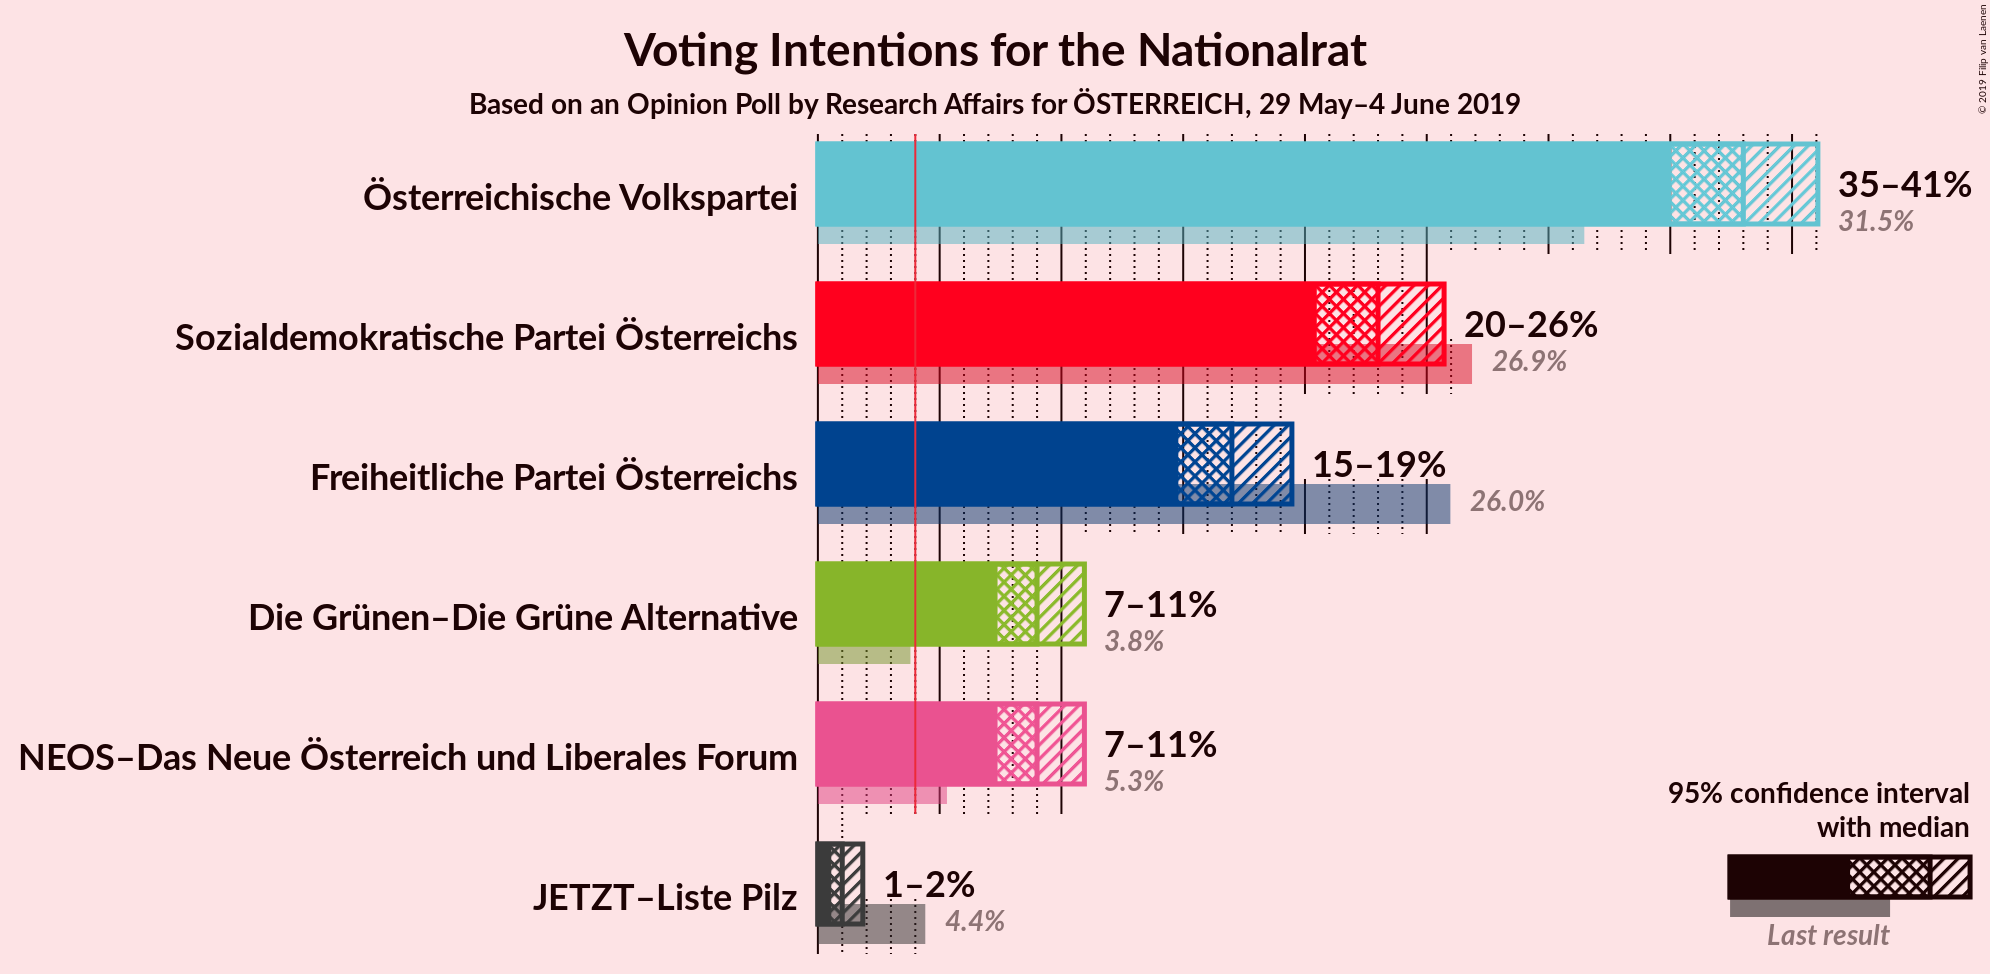 Voting Intentions for the Nationalrat
Based on an Opinion Poll by Research Affairs for ÖSTERREICH, 29 May–4 June 2019
© 2019 Filip van Laenen
Österreichische Volkspartei
35–41%
31.5%
Sozialdemokratische Partei Österreichs
20–26%
26.9%
Freiheitliche Partei Österreichs
15–19%
26.0%
Die Grünen–Die Grüne Alternative
7–11%
3.8%
NEOS–Das Neue Österreich und Liberales Forum
7–11%
5.3%
JETZT–Liste Pilz
1–2%
4.4%
95% confidence interval
with median
Last result